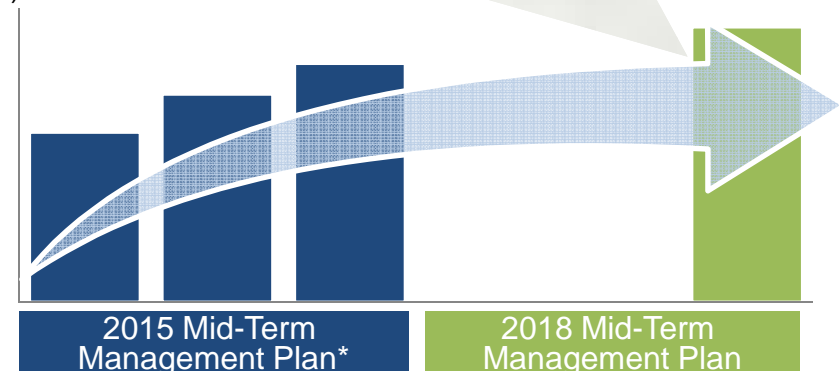 )
2015 Mid-Term
Management Plan*
2018 Mid-Term
Management Plan